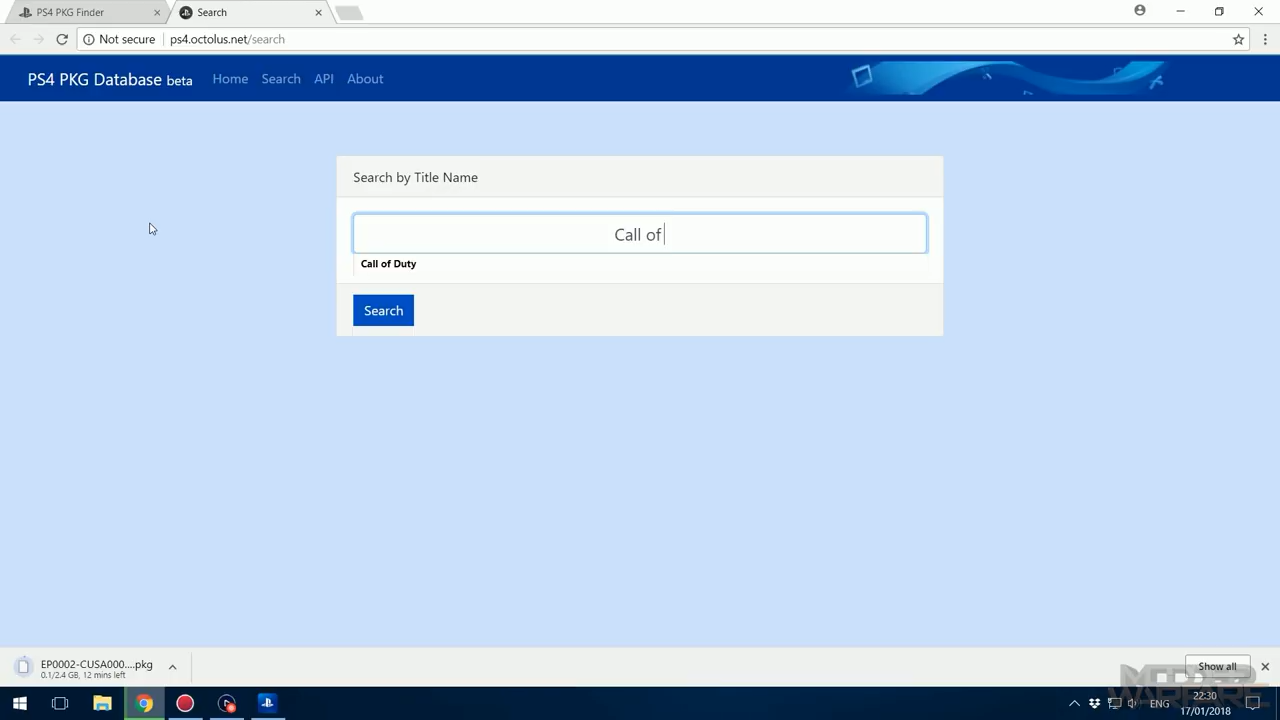 PS4 PKG Finder
Search
Not secure
ps4.octolus.net/search
PS4 PKG Database beta
Home
Search
API
About
Search by Title Name
Call of
Call of Duty
Search
EP0002-CUSA000....pkg
0.1/2.4 GB, 12 mins left
Show all
MODDED
WARFARE
ENG
22:30
17/01/2018